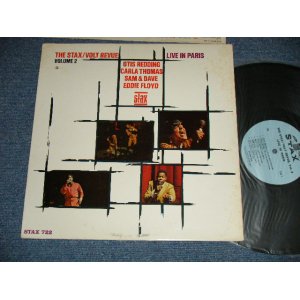 THE STAX/VOLT REVUE
VOLUME 2
LIVE IN PARIS
OTIS REDDING
CARLA THOMAS
SAM & DAVE
EDDIE FLOYD
stax
STAX 722
STAX